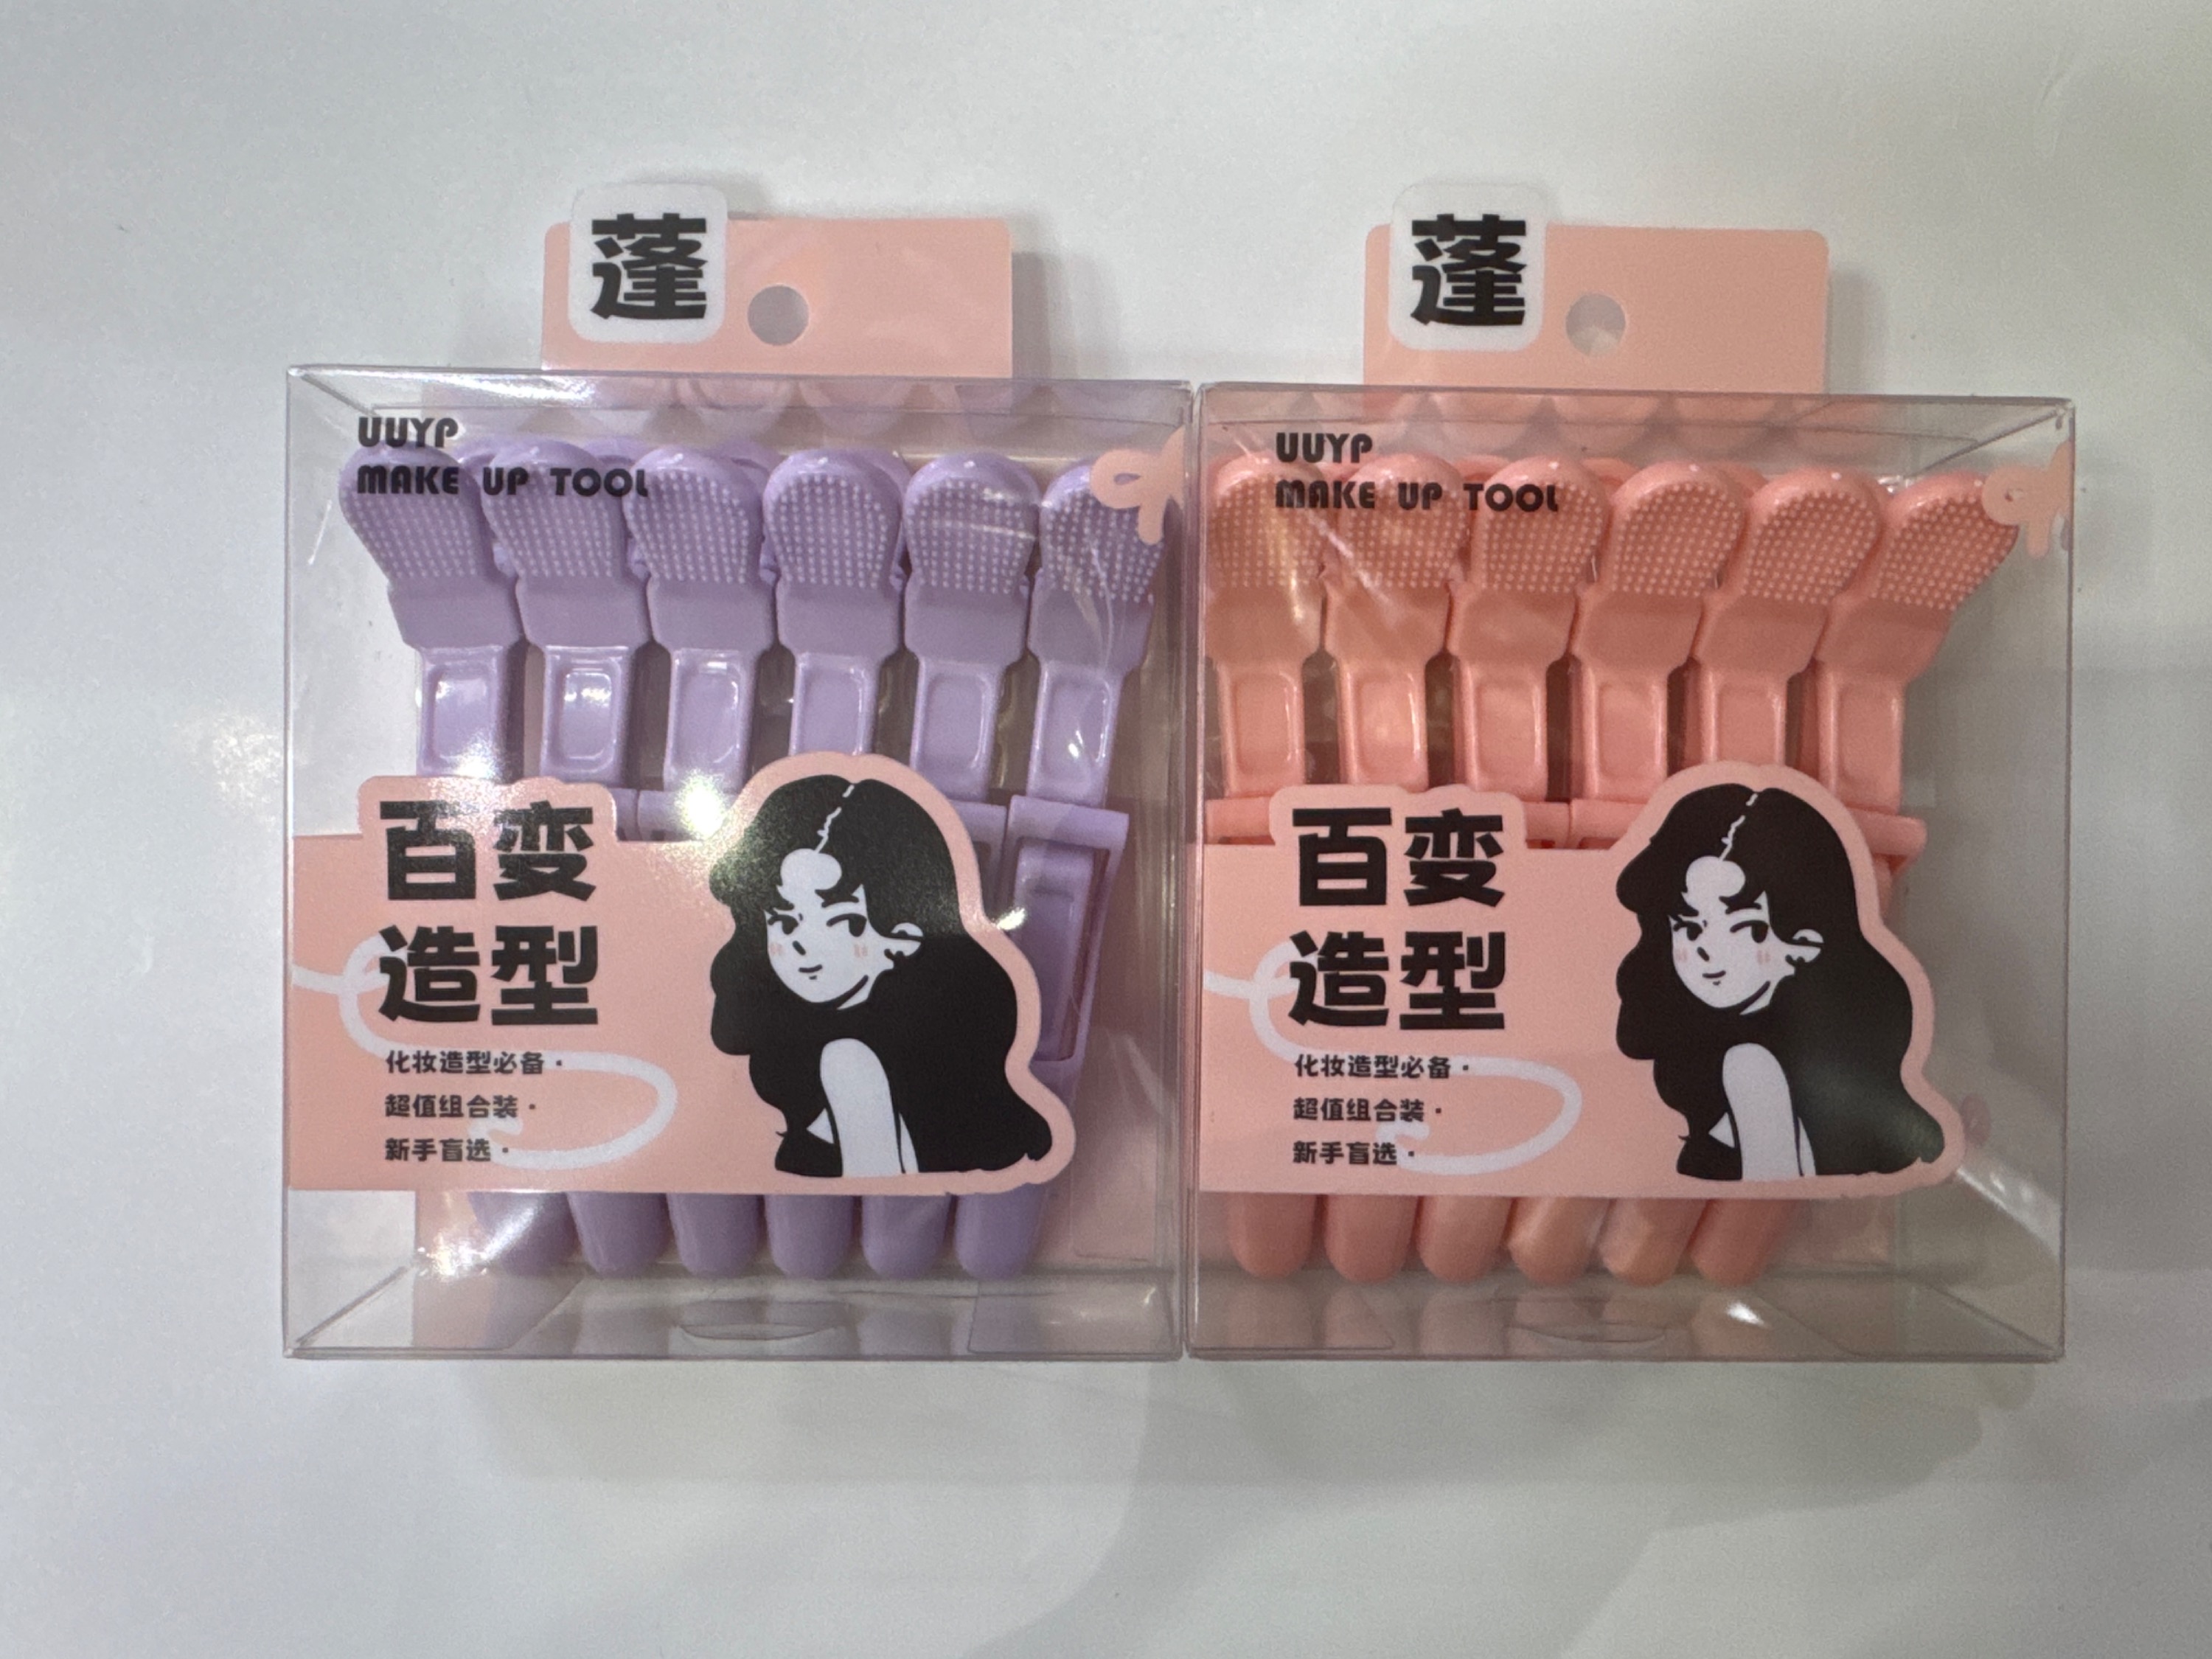 蓬
UUYP
MAKE UP TOOL
百变
造型
化妆造型必备·
超值组合装·
新手盲选·
蓬
UUYP
MAKE UP TOOL
百变
造型
化妆造型必备·
超值组合装·
新手盲选·